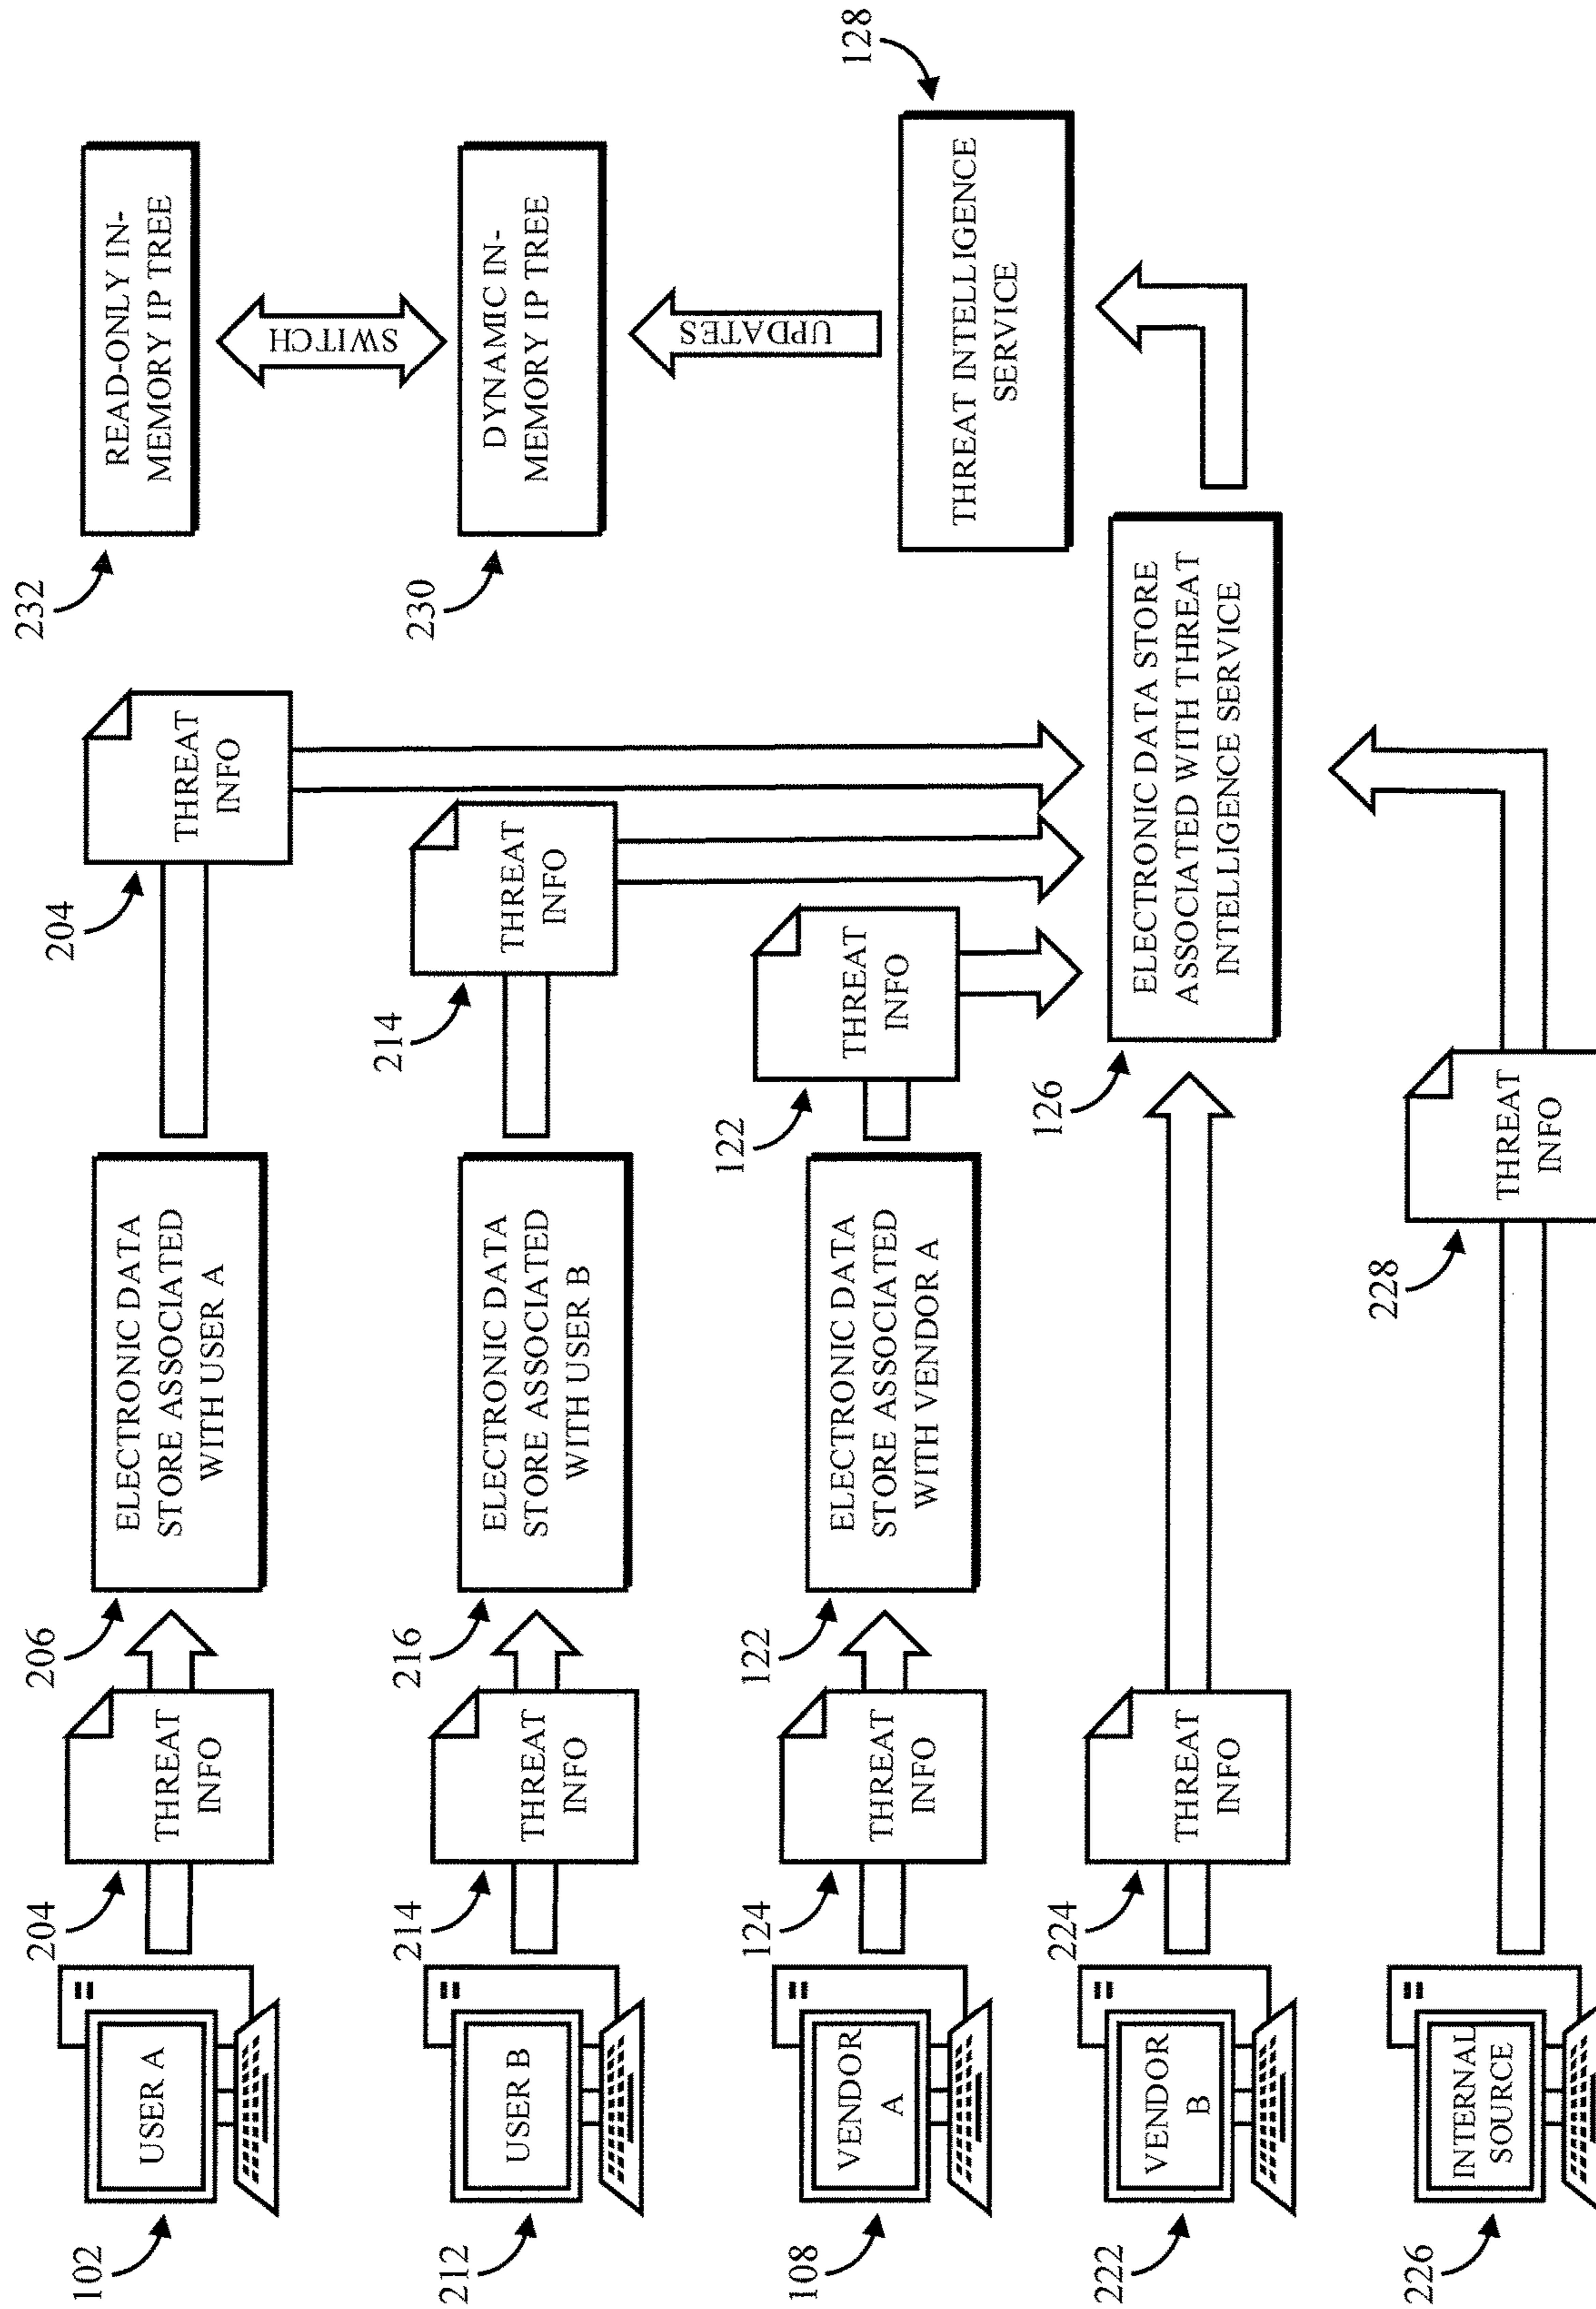 102
USER A
204
THREAT
INFO
206
ELECTRONIC DATA
STORE ASSOCIATED
WITH USER A
204
THREAT
INFO
232
READ-ONLY IN-
MEMORY IP TREE
SWITCH
212
USER B
214
THREAT
INFO
216
ELECTRONIC DATA
STORE ASSOCIATED
WITH USER B
214
THREAT
INFO
230
DYNAMIC IN-
MEMORY IP TREE
UPDATES
108
VENDOR
A
124
THREAT
INFO
122
ELECTRONIC DATA
STORE ASSOCIATED
WITH VENDOR A
122
THREAT
INFO
128
THREAT INTELLIGENCE
SERVICE
222
VENDOR
B
224
THREAT
INFO
126
ELECTRONIC DATA STORE
ASSOCIATED WITH THREAT
INTELLIGENCE SERVICE
226
INTERNAL
SOURCE
228
THREAT
INFO